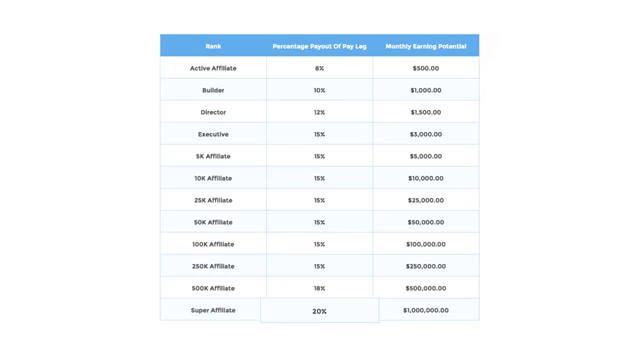 Rank Percentage Payout Of Pay Leg Monthly Earning Potential
Active Affiliate 8% $500.00
Builder 10% $1,000.00
Director 12% $1,500.00
Executive 15% $3,000.00
5K Affiliate 15% $5,000.00
10K Affiliate 15% $10,000.00
25K Affiliate 15% $25,000.00
50K Affiliate 15% $50,000.00
100K Affiliate 15% $100,000.00
250K Affiliate 15% $250,000.00
500K Affiliate 18% $500,000.00
Super Affiliate 20% $1,000,000.00